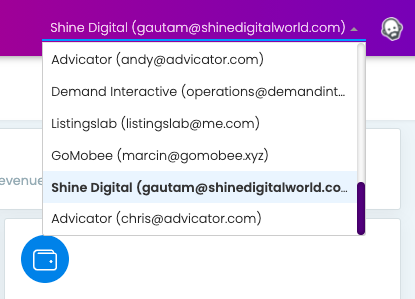 Shine Digital (gautam@shinedigitalworld.com)
Advicator (andy@advicator.com)
Demand Interactive (operations@demandint...
Listingslab (listingslab@me.com)
GoMobee (marcin@gomobee.xyz)
evenue
Shine Digital (gautam@shinedigitalworld.co...
Advicator (chris@advicator.com)